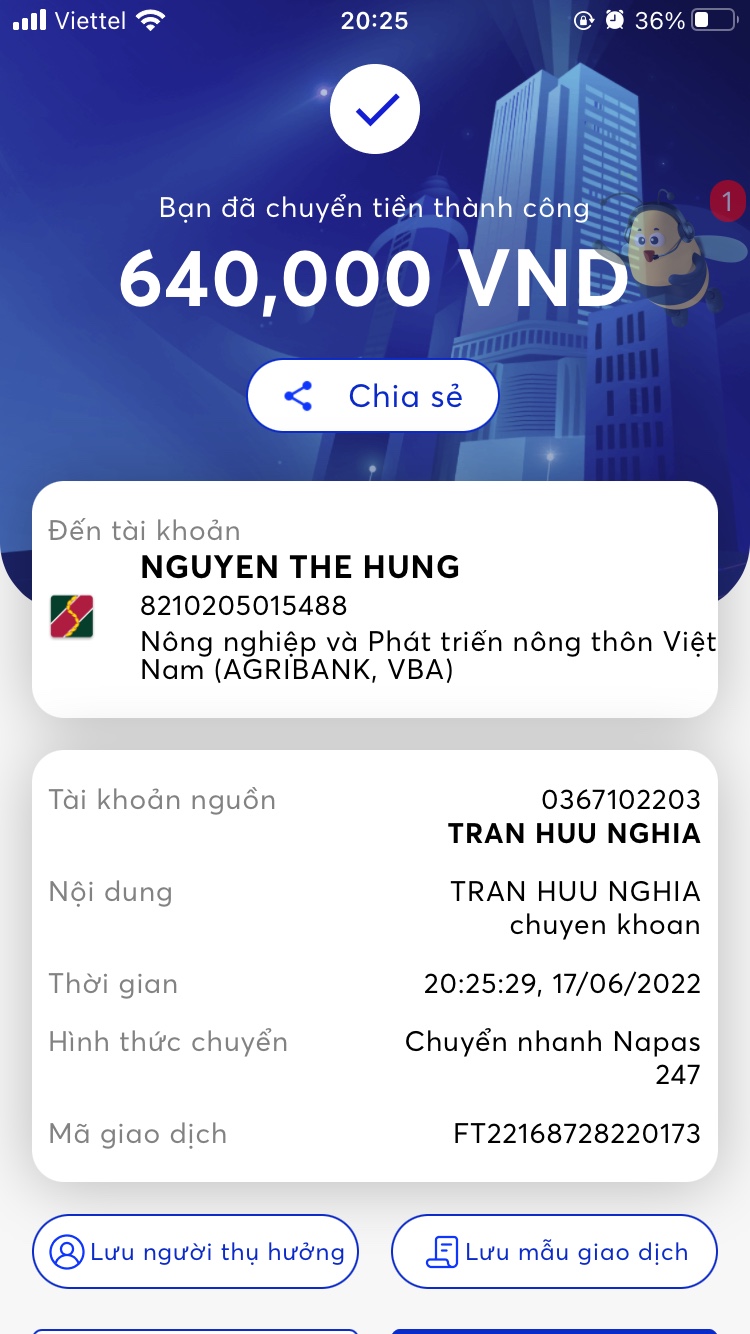 Viettel 20:25 36%
1
Bạn đã chuyển tiền thành công
640,000 VND
Chia sẻ
Đến tài khoản
NGUYEN THE HUNG
8210205015488
Nông nghiệp và Phát triển nông thôn Việt
Nam (AGRIBANK, VBA)
Tài khoản nguồn 0367102203
TRAN HUU NGHIA
Nội dung TRAN HUU NGHIA
chuyen khoan
Thời gian 20:25:29, 17/06/2022
Hình thức chuyển Chuyển nhanh Napas
247
Mã giao dịch FT22168728220173
Lưu người thụ hưởng Lưu mẫu giao dịch